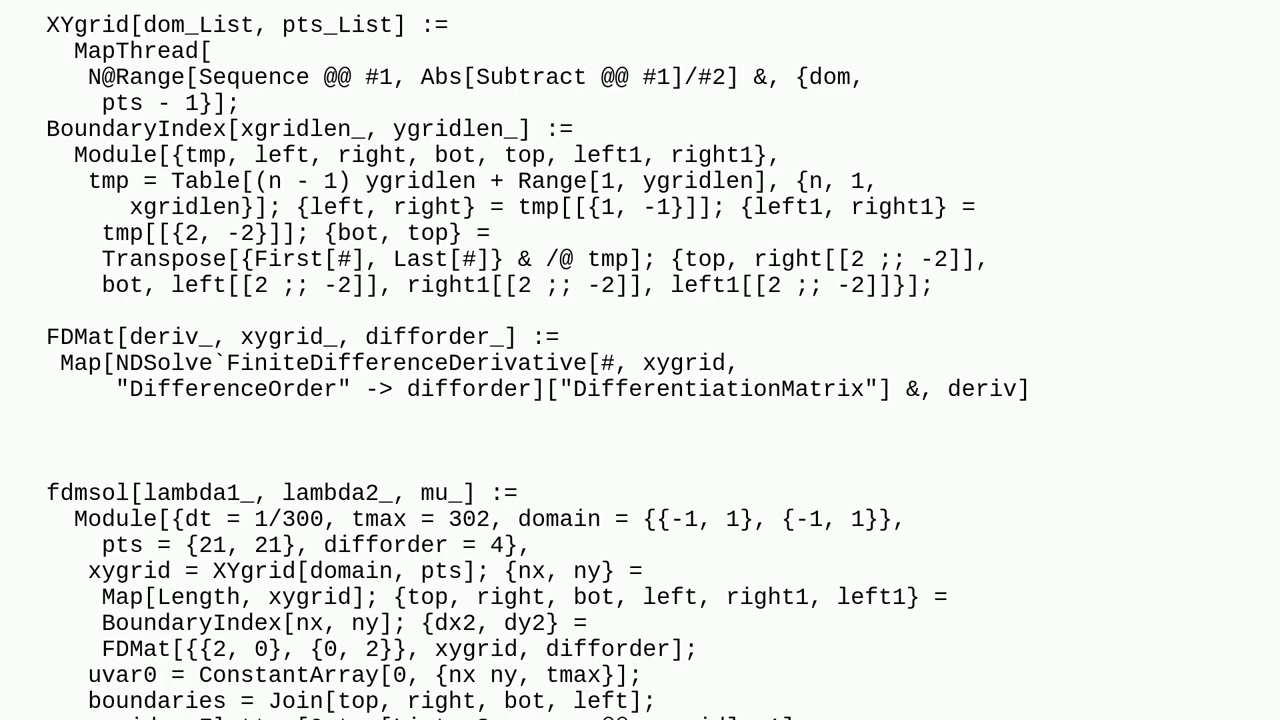 XYgrid[dom_List, pts_List] :=
MapThread[
N@Range[Sequence @@ #1, Abs[Subtract @@ #1]/#2] &, {dom,
pts - 1}];
BoundaryIndex[xgridlen_, ygridlen_] :=
Module[{tmp, left, right, bot, top, left1, right1},
tmp = Table[(n - 1) ygridlen + Range[1, ygridlen], {n, 1,
xgridlen}]; {left, right} = tmp[[{1, -1}]]; {left1, right1} =
tmp[[{2, -2}]]; {bot, top} =
Transpose[{First[#], Last[#]} & /@ tmp]; {top, right[[2 ;; -2]],
bot, left[[2 ;; -2]], right1[[2 ;; -2]], left1[[2 ;; -2]]}];
FDMat[deriv_, xygrid_, difforder_] :=
Map[NDSolve`FiniteDifferenceDerivative[#, xygrid,
"DifferenceOrder" -> difforder]["DifferentiationMatrix"] &, deriv]
fdmsol[lambda1_, lambda2_, mu_] :=
Module[{dt = 1/300, tmax = 302, domain = {{-1, 1}, {-1, 1}},
pts = {21, 21}, difforder = 4},
xygrid = XYgrid[domain, pts]; {nx, ny} =
Map[Length, xygrid]; {top, right, bot, left, right1, left1} =
BoundaryIndex[nx, ny]; {dx2, dy2} =
FDMat[{{2, 0}, {0, 2}}, xygrid, difforder];
uvar0 = ConstantArray[0, {nx ny, tmax}];
boundaries = Join[top, right, bot, left];